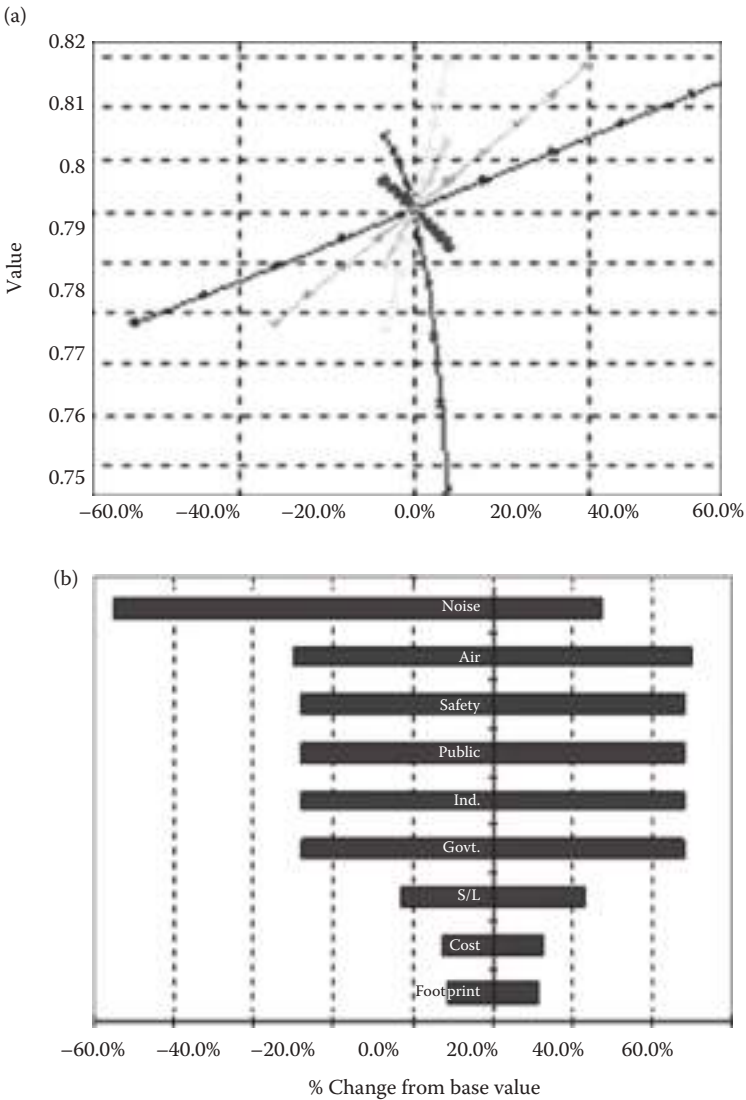 (a)
0.82
0.81
0.8
0.79
0.78
0.77
0.76
0.75
Value
−60.0% −40.0% −20.0% 0.0% 20.0% 40.0% 60.0%
(b)
Noise
Air
Safety
Public
Ind.
Govt.
S/L
Cost
Footprint
−60.0% −40.0% −20.0% 0.0% 20.0% 40.0% 60.0%
% Change from base value